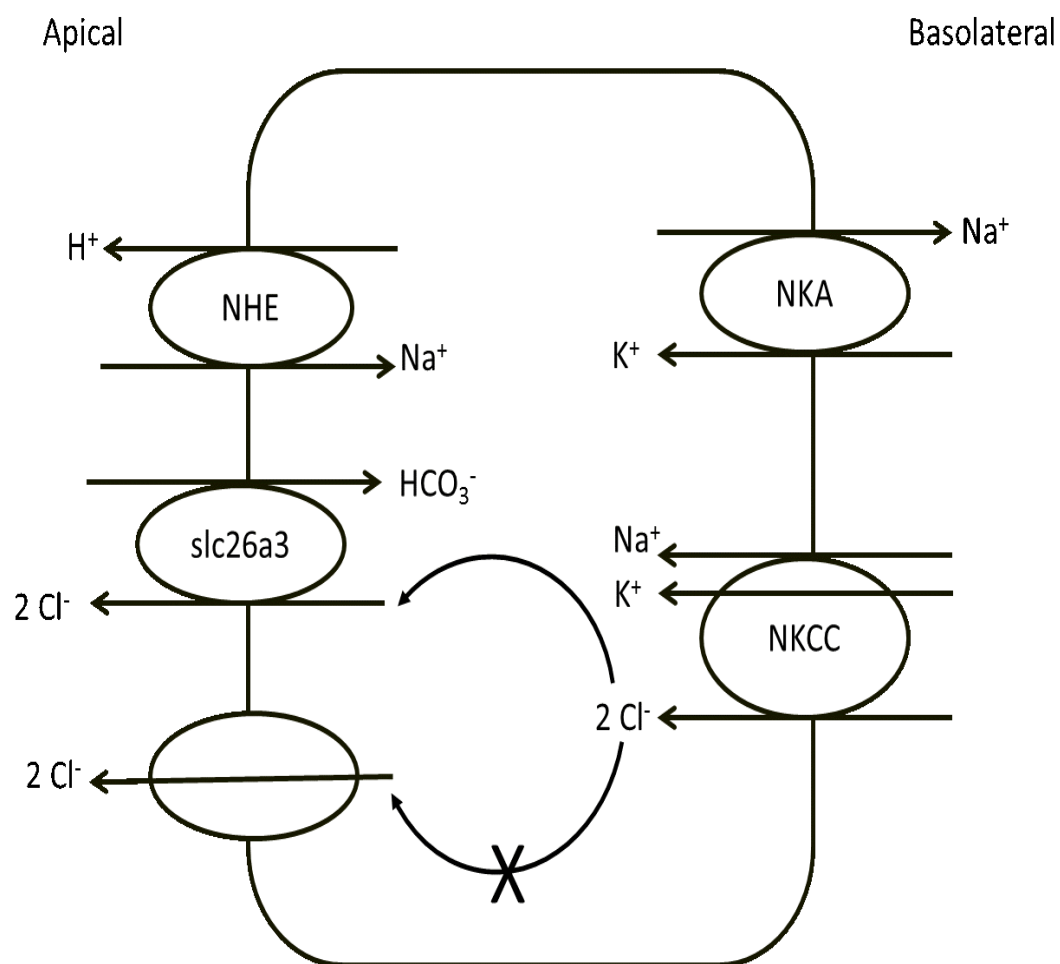 Apical
Basolateral
H⁺
Na⁺
NHE
NKA
Na⁺
K⁺
HCO₃⁻
slc26a3
Na⁺
K⁺
2 Cl⁻
NKCC
2 Cl⁻
2 Cl⁻
X